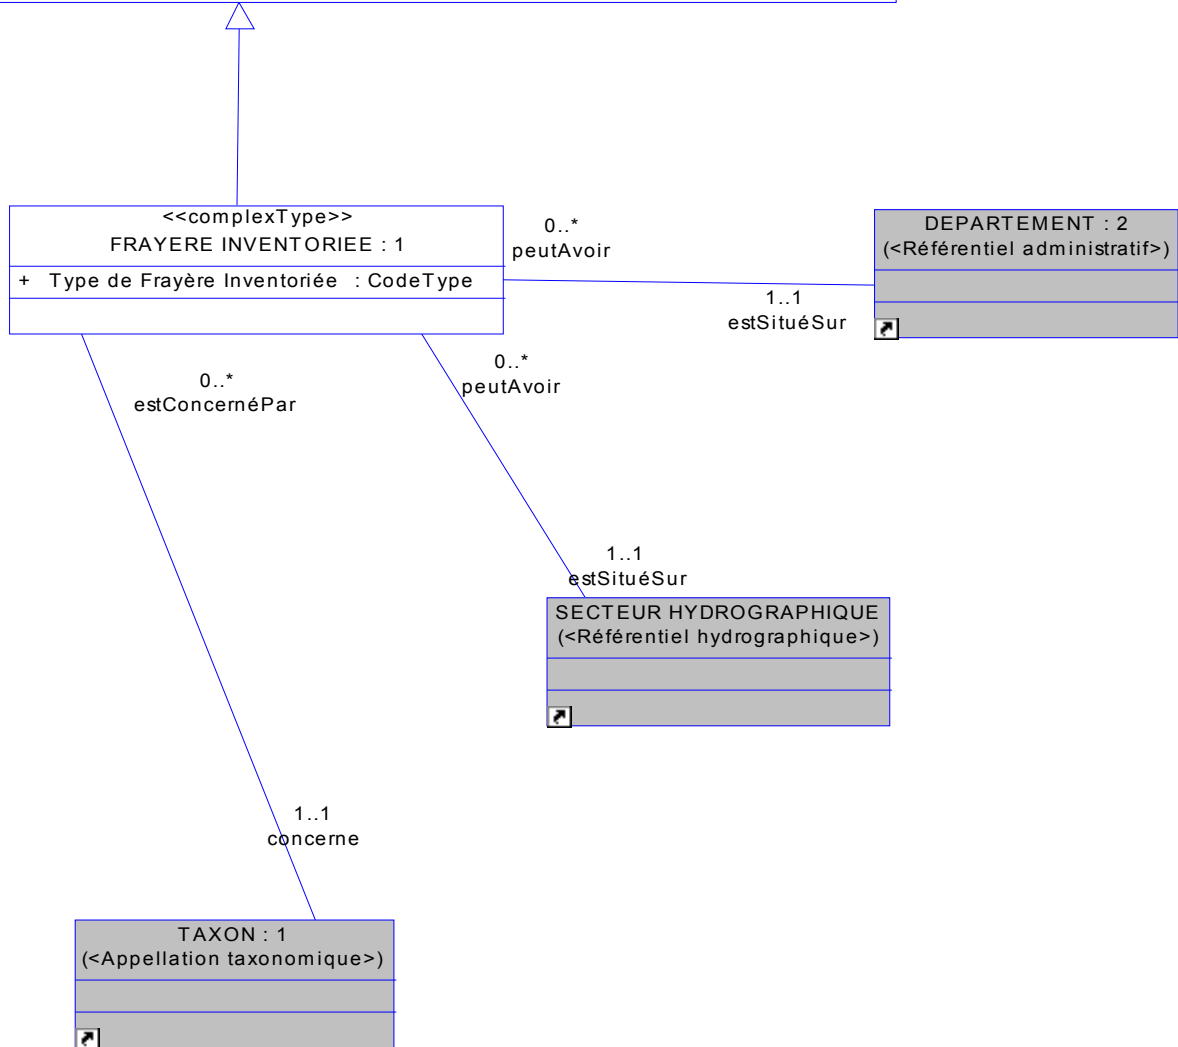 <<complexType>>
FRAYERE INVENTORIEE : 1
+ Type de Frayère Inventoriée : CodeType
0..*
peutAvoir
DEPARTEMENT : 2
(<Référentiel administratif>)
1..1
estSituéSur
0..*
peutAvoir
0..*
estConcernéPar
1..1
estSituéSur
SECTEUR HYDROGRAPHIQUE
(<Référentiel hydrographique>)
1..1
concerne
TAXON : 1
(<Appellation taxonomique>)